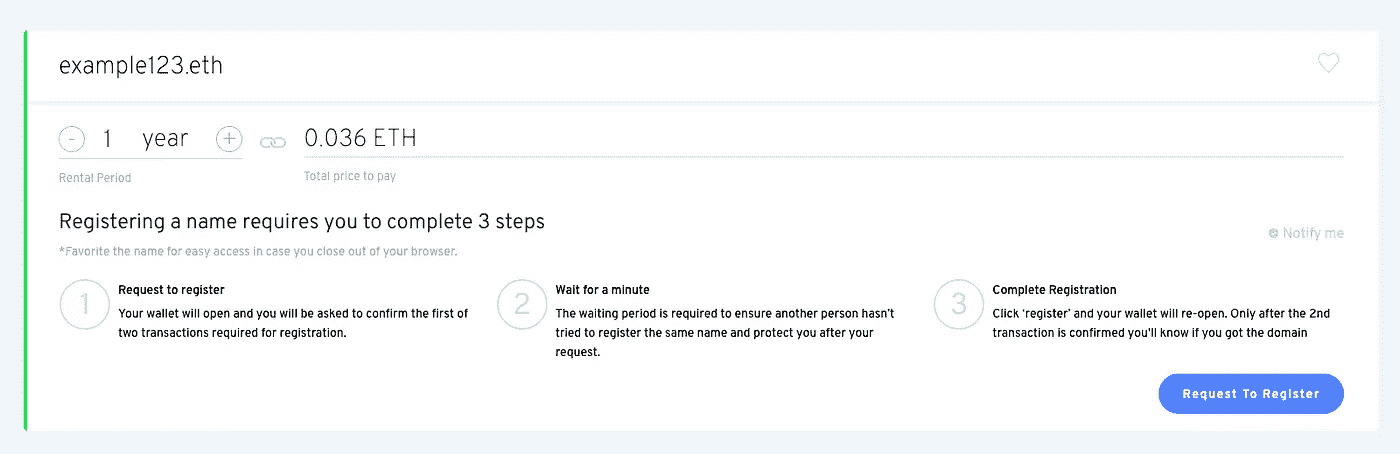 example123.eth
- 1 year + 0.036 ETH
Rental Period
Total price to pay
Registering a name requires you to complete 3 steps
Notify me
*Favorite the name for easy access in case you close out of your browser.
1
Request to register
Your wallet will open and you will be asked to confirm the first of
two transactions required for registration.
2
Wait for a minute
The waiting period is required to ensure another person hasn't
tried to register the same name and protect you after your
request.
3
Complete Registration
Click ‘register’ and your wallet will re-open. Only after the 2nd
transaction is confirmed you'll know if you got the domain
Request To Register